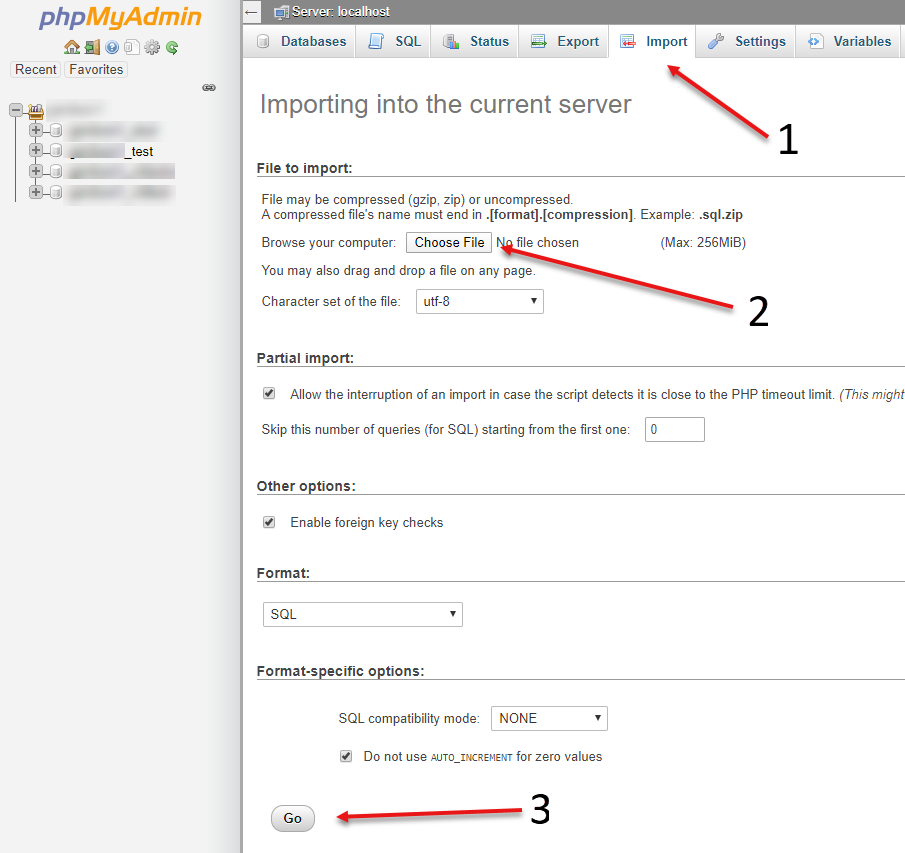 phpMyAdmin
Recent Favorites
_test
Server: localhost
Databases SQL Status Export Import Settings Variables
Importing into the current server
1
File to import:
File may be compressed (gzip, zip) or uncompressed.
A compressed file's name must end in .[format].[compression]. Example: .sql.zip
Browse your computer: Choose File No file chosen (Max: 256MiB)
You may also drag and drop a file on any page.
Character set of the file: utf-8
2
Partial import:
Allow the interruption of an import in case the script detects it is close to the PHP timeout limit. (This might
Skip this number of queries (for SQL) starting from the first one: 0
Other options:
Enable foreign key checks
Format:
SQL
Format-specific options:
SQL compatibility mode: NONE
Do not use AUTO_INCREMENT for zero values
Go 3